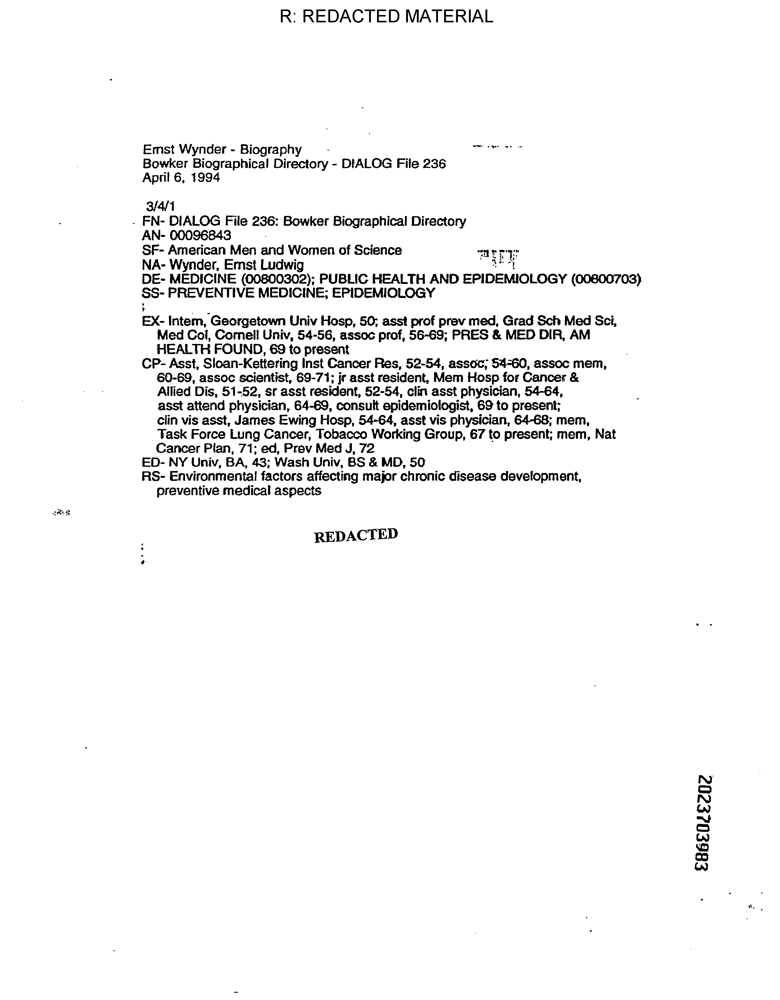 R: REDACTED MATERIAL
Ernst Wynder - Biography
Bowker Biographical Directory - DIALOG File 236
April 6, 1994
3/4/1
FN- DIALOG File 236: Bowker Biographical Directory
AN- 00096843
SF- American Men and Women of Science
NA- Wynder, Ernst Ludwig
DE- MEDICINE (00800302); PUBLIC HEALTH AND EPIDEMIOLOGY (00800703)
SS- PREVENTIVE MEDICINE; EPIDEMIOLOGY
;
EX- Intern, Georgetown Univ Hosp, 50; asst prof prev med, Grad Sch Med Sci,
Med Col, Cornell Univ, 54-56, assoc prof, 56-69; PRES & MED DIR, AM
HEALTH FOUND, 69 to present
CP- Asst, Sloan-Kettering Inst Cancer Res, 52-54, assoc, 54-60, assoc mem,
60-69, assoc scientist, 69-71; jr asst resident, Mem Hosp for Cancer &
Allied Dis, 51-52, sr asst resident, 52-54, clin asst physician, 54-64,
asst attend physician, 64-69, consult epidemiologist, 69 to present;
clin vis asst, James Ewing Hosp, 54-64, asst vis physician, 64-68; mem,
Task Force Lung Cancer, Tobacco Working Group, 67 to present; mem, Nat
Cancer Plan, 71; ed, Prev Med J, 72
ED- NY Univ, BA, 43; Wash Univ, BS & MD, 50
RS- Environmental factors affecting major chronic disease development,
preventive medical aspects
REDACTED
2023703983